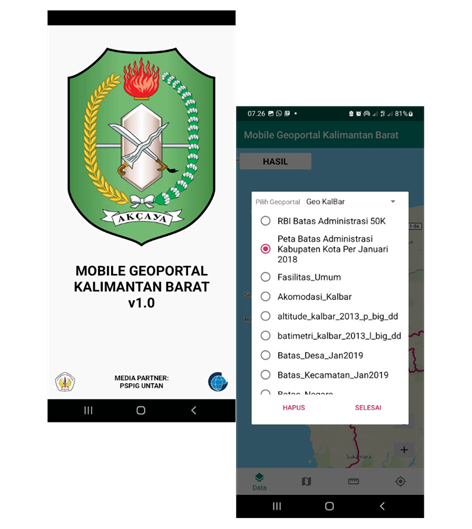 AKÇAYA
MOBILE GEOPORTAL
KALIMANTAN BARAT
v1.0
MEDIA PARTNER:
PSPIG UNTAN
07.26
81%
Mobile Geoportal Kalimantan Barat
HASIL
Pilih Geoportal Geo KalBar
RBI Batas Administrasi 50K
Peta Batas Administrasi
Kabupaten Kota Per Januari
2018
Fasilitas_Umum
Akomodasi_Kalbar
altitude_kalbar_2013_p_big_dd
batimetri_kalbar_2013_l_big_dd
Batas_Desa_Jan2019
Batas_Kecamatan_Jan2019
Batas_Negara
HAPUS SELESAI
+
Data